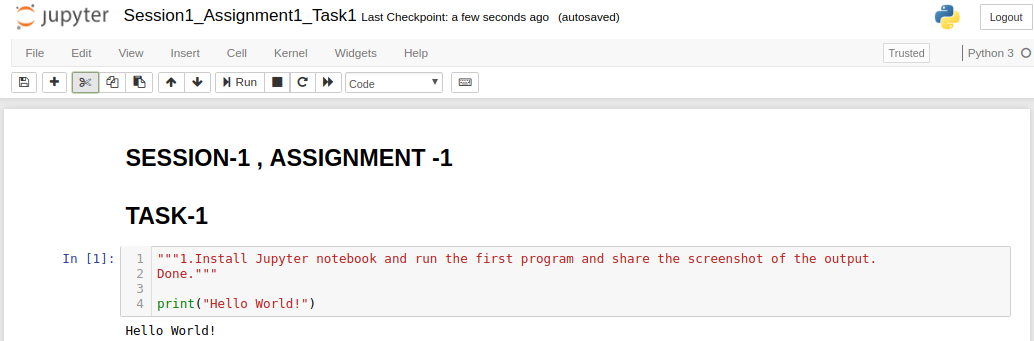 jupyter Session1_Assignment1_Task1 Last Checkpoint: a few seconds ago (autosaved) Logout
File Edit View Insert Cell Kernel Widgets Help Trusted Python 3
Run Code
SESSION-1 , ASSIGNMENT -1
TASK-1
In [1]: 1 """1.Install Jupyter notebook and run the first program and share the screenshot of the output.
2 Done."""
3
4 print("Hello World!")
Hello World!